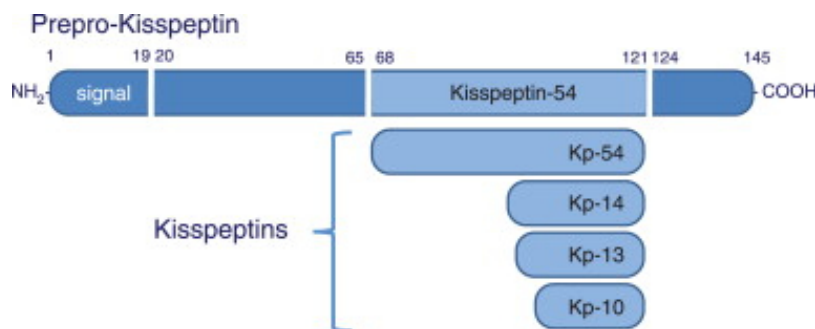 Prepro-Kisspeptin
1 19 20 65 68 121 124 145
NH2 signal Kisspeptin-54 COOH
Kp-54
Kp-14
Kisspeptins
Kp-13
Kp-10